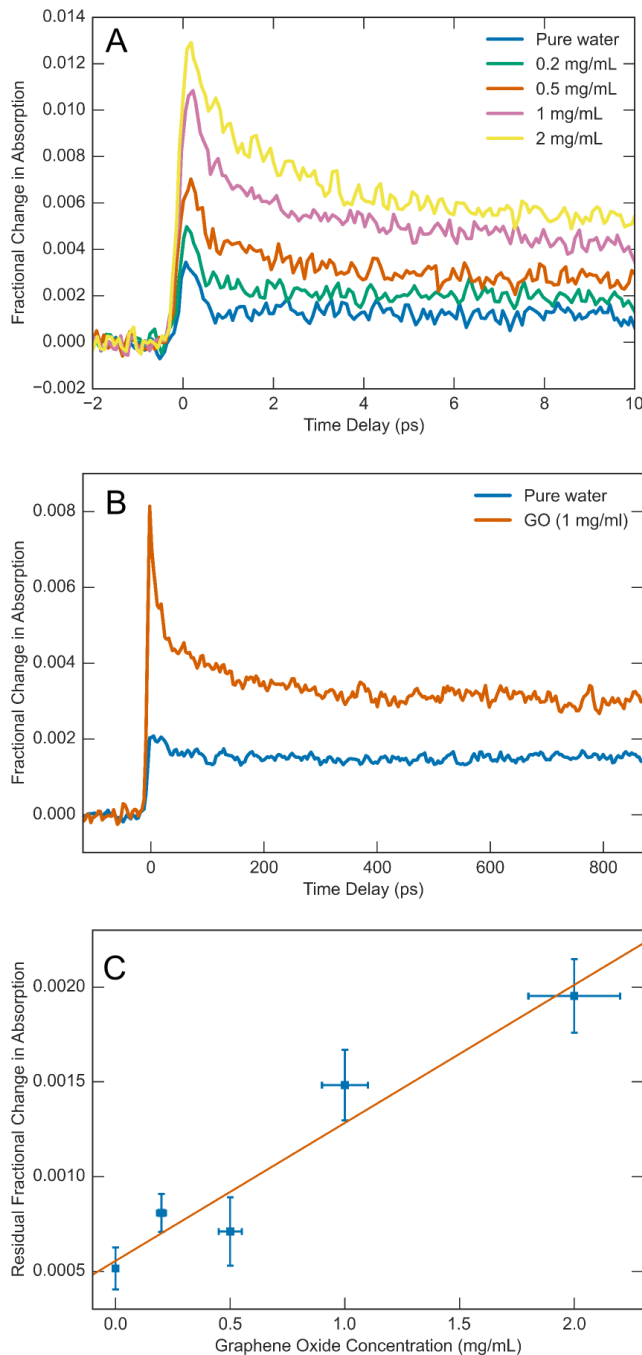 A
Pure water
0.2 mg/mL
0.5 mg/mL
1 mg/mL
2 mg/mL
Fractional Change in Absorption
0.014
0.012
0.010
0.008
0.006
0.004
0.002
0.000
−0.002
−2 0 2 4 6 8 10
Time Delay (ps)
B
Pure water
GO (1 mg/ml)
Fractional Change in Absorption
0.008
0.006
0.004
0.002
0.000
0 200 400 600 800
Time Delay (ps)
C
Residual Fractional Change in Absorption
0.0020
0.0015
0.0010
0.0005
0.0 0.5 1.0 1.5 2.0
Graphene Oxide Concentration (mg/mL)